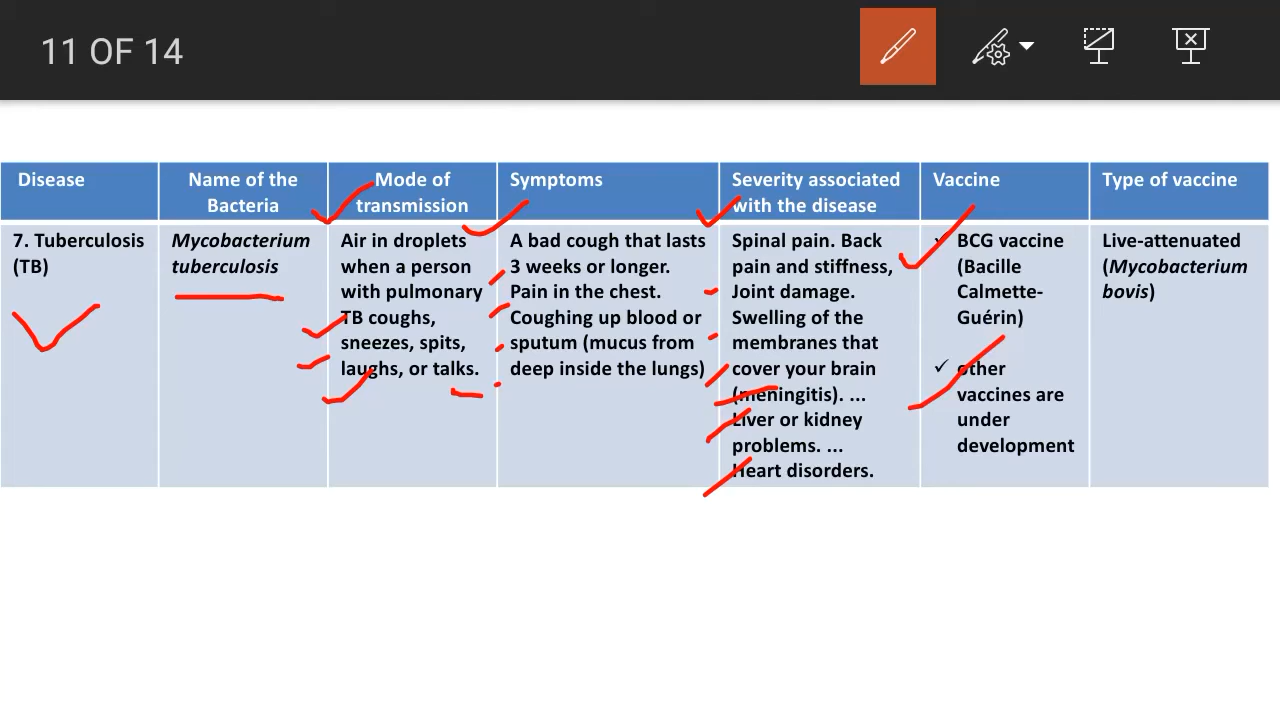 11 OF 14
Disease
Name of the
Bacteria
Mode of
transmission
Symptoms
Severity associated
with the disease
Vaccine
Type of vaccine
7. Tuberculosis
(TB)
Mycobacterium
tuberculosis
Air in droplets
when a person
with pulmonary
TB coughs,
sneezes, spits,
laughs, or talks.
A bad cough that lasts
3 weeks or longer.
Pain in the chest.
Coughing up blood or
sputum (mucus from
deep inside the lungs)
Spinal pain. Back
pain and stiffness,
Joint damage.
Swelling of the
membranes that
cover your brain
(meningitis). ...
Liver or kidney
problems. ...
Heart disorders.
✓ BCG vaccine
(Bacille
Calmette-
Guérin)
✓ other
vaccines are
under
development
Live-attenuated
(Mycobacterium
bovis)